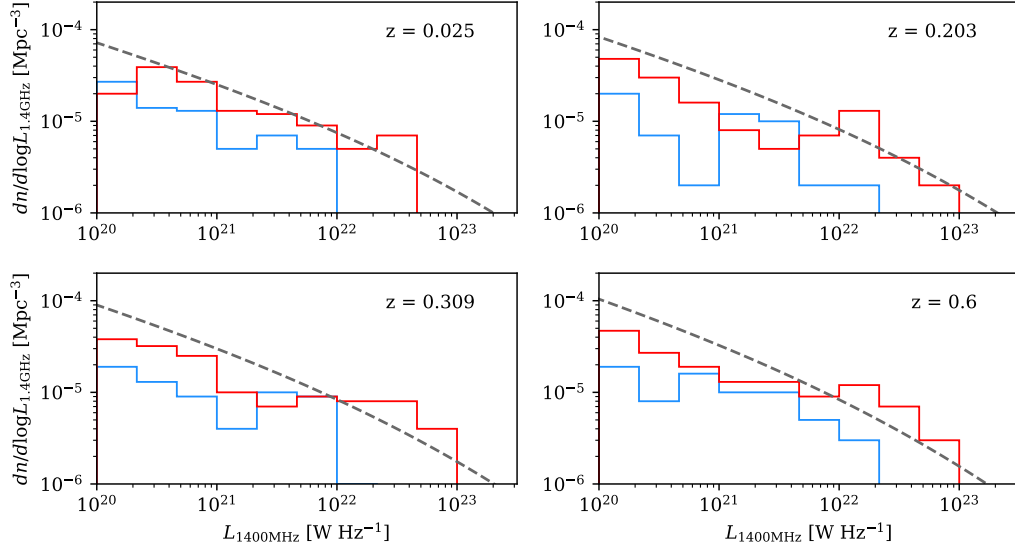 dn/dlogL₁.₄GHz [Mpc⁻³]
10⁻⁴
10⁻⁵
10⁻⁶
z = 0.025
10²⁰ 10²¹ 10²² 10²³
10⁻⁴
10⁻⁵
10⁻⁶
z = 0.203
10²⁰ 10²¹ 10²² 10²³
dn/dlogL₁.₄GHz [Mpc⁻³]
10⁻⁴
10⁻⁵
10⁻⁶
z = 0.309
10²⁰ 10²¹ 10²² 10²³
L₁₄₀₀MHz [W Hz⁻¹]
10⁻⁴
10⁻⁵
10⁻⁶
z = 0.6
10²⁰ 10²¹ 10²² 10²³
L₁₄₀₀MHz [W Hz⁻¹]